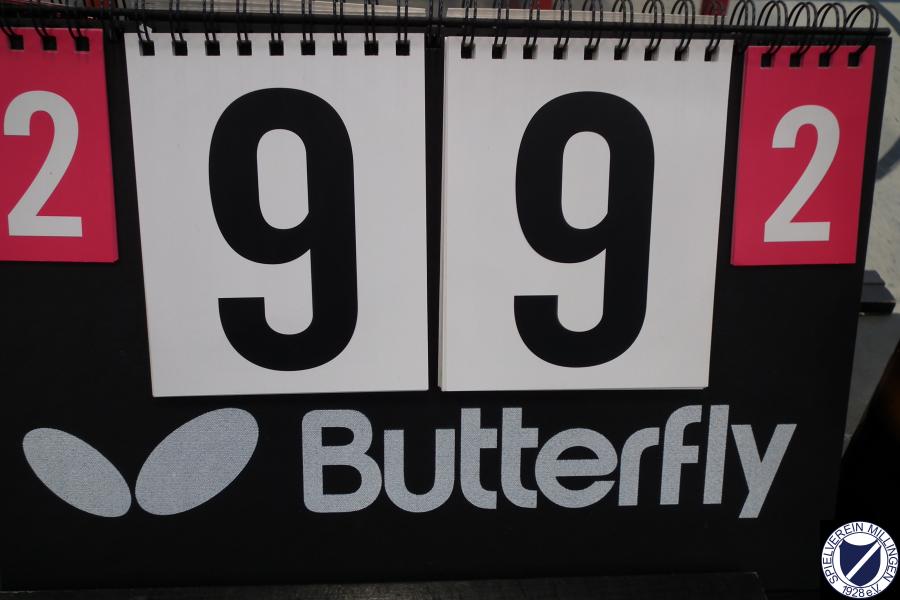 2 9 9 2
Butterfly
SPIELVEREIN MILLINGEN
1928 e.V.